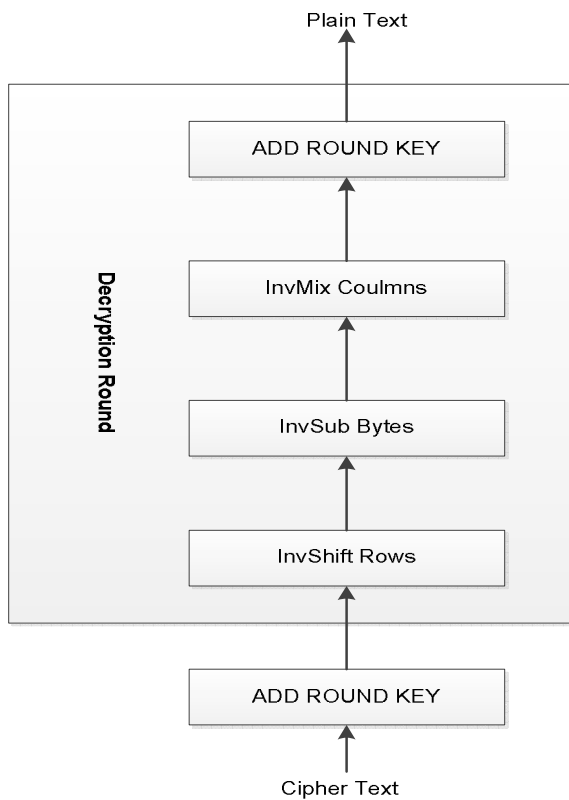 Plain Text
ADD ROUND KEY
InvMix Coulmns
Decryption Round
InvSub Bytes
InvShift Rows
ADD ROUND KEY
Cipher Text